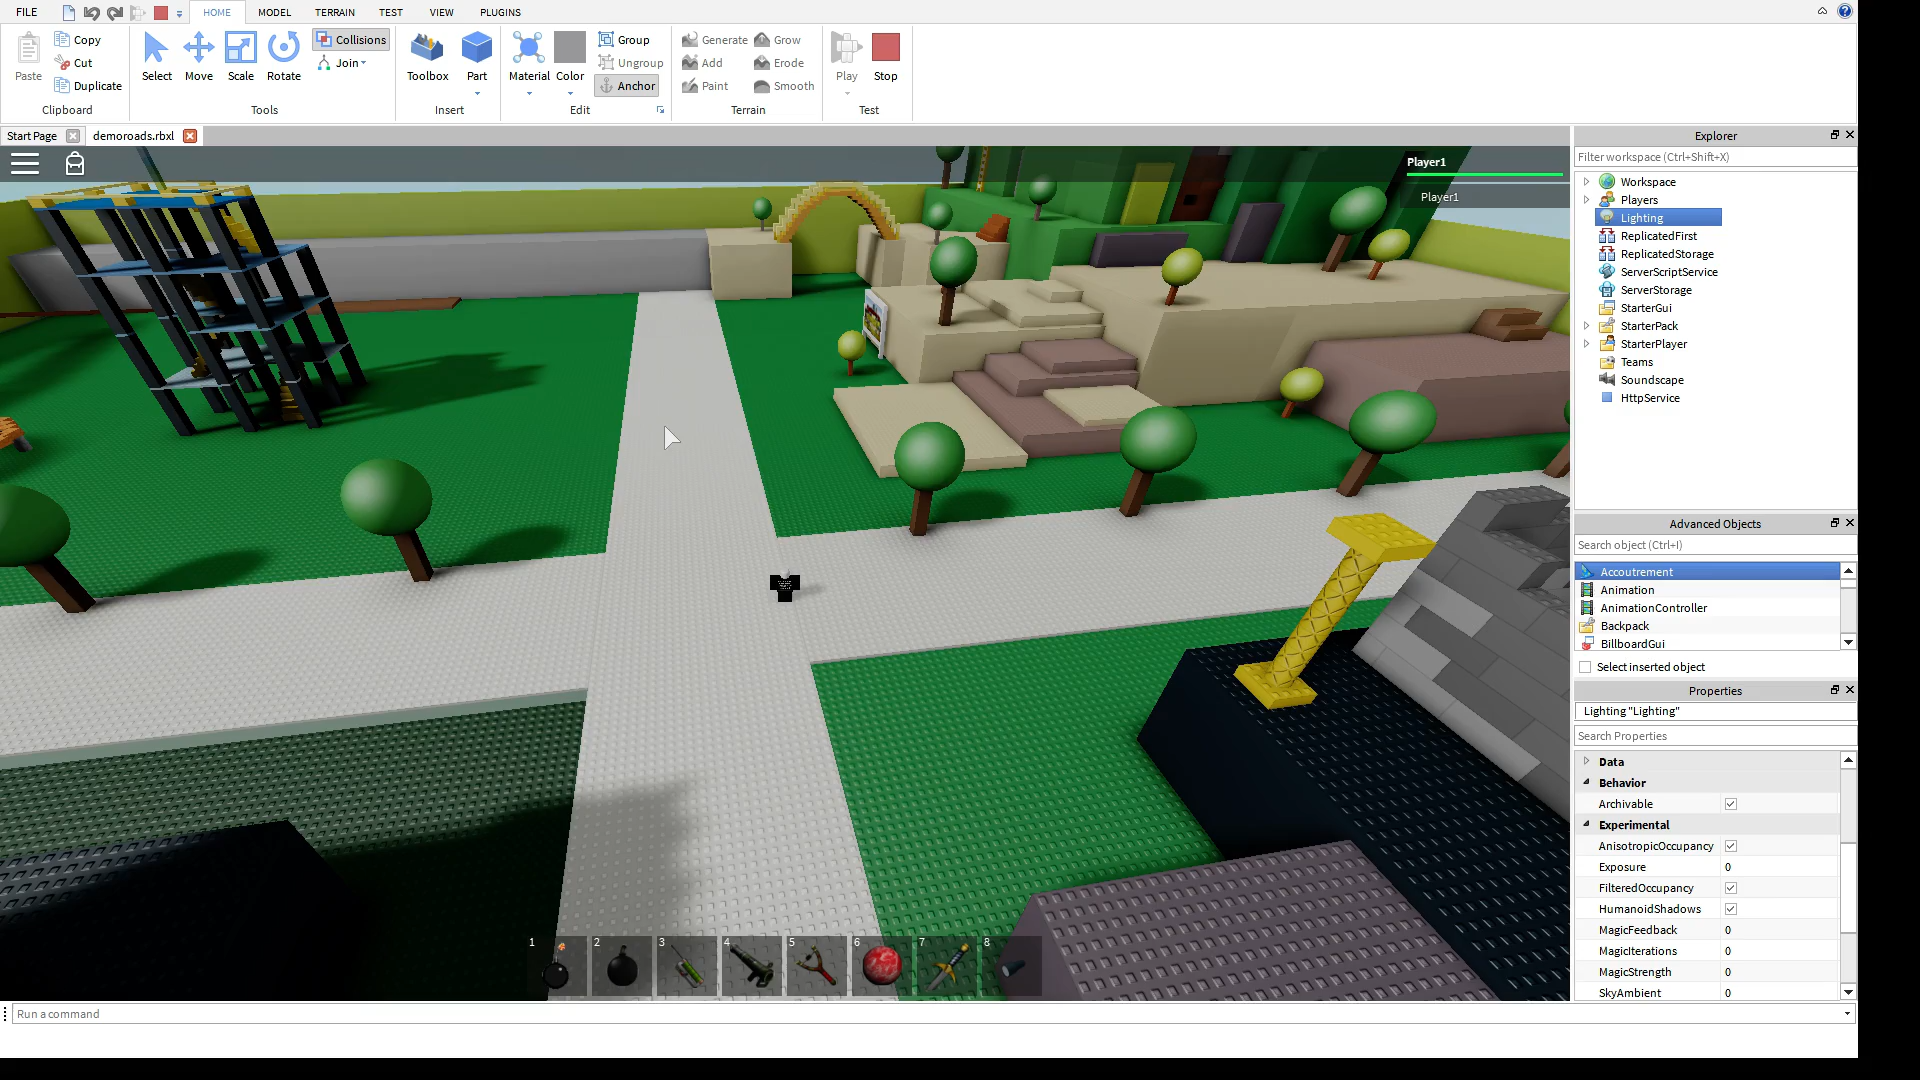 FILE HOME MODEL TERRAIN TEST VIEW PLUGINS
Paste Copy Cut Duplicate
Clipboard
Select Move Scale Rotate Collisions Join
Tools
Toolbox Part
Insert
Material Color Group Ungroup Anchor
Edit
Generate Grow
Add Erode
Paint Smooth
Terrain
Play Stop
Test
Start Page demoroads.rbxl
Player1
Player1
1 2 3 4 5 6 7 8
Run a command
Explorer
Filter workspace (Ctrl+Shift+X)
Workspace
Players
Lighting
ReplicatedFirst
ReplicatedStorage
ServerScriptService
ServerStorage
StarterGui
StarterPack
StarterPlayer
Teams
Soundscape
HttpService
Advanced Objects
Search object (Ctrl+I)
Accoutrement
Animation
AnimationController
Backpack
BillboardGui
Select inserted object
Properties
Lighting "Lighting"
Search Properties
Data
Behavior
Archivable
Experimental
AnisotropicOccupancy
Exposure 0
FilteredOccupancy
HumanoidShadows
MagicFeedback 0
MagicIterations 0
MagicStrength 0
SkyAmbient 0